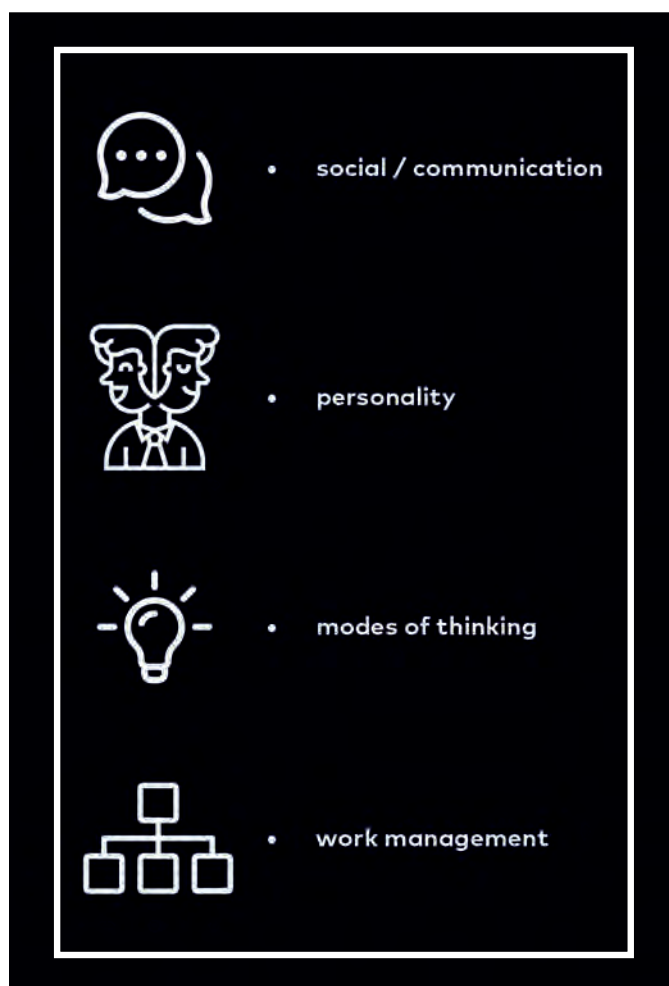 • social / communication
• personality
• modes of thinking
• work management